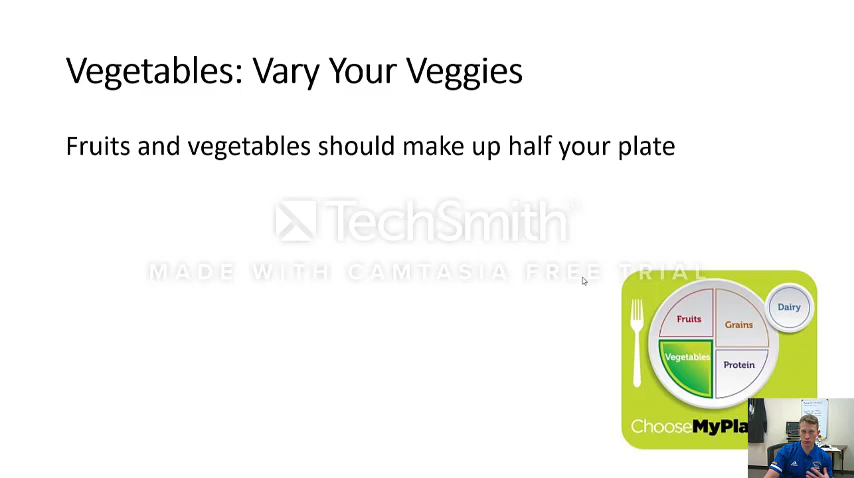 Vegetables: Vary Your Veggies
Fruits and vegetables should make up half your plate
TechSmith
MADE WITH CAMTASIA FREE TRIAL
Dairy
Fruits
Grains
Vegetables
Protein
ChooseMyPla